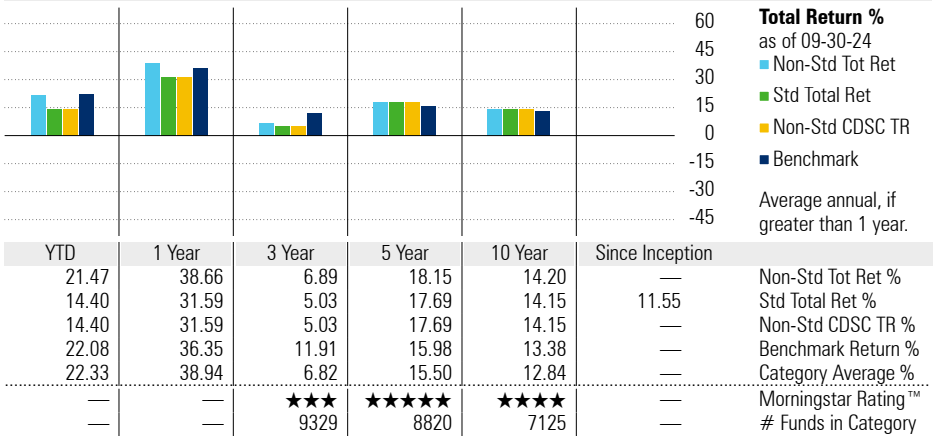 60
45
30
15
0
-15
-30
-45
Total Return %
as of 09-30-24
Non-Std Tot Ret
Std Total Ret
Non-Std CDSC TR
Benchmark
Average annual, if
greater than 1 year.
YTD 1 Year 3 Year 5 Year 10 Year Since Inception
21.47 38.66 6.89 18.15 14.20 — Non-Std Tot Ret %
14.40 31.59 5.03 17.69 14.15 11.55 Std Total Ret %
14.40 31.59 5.03 17.69 14.15 — Non-Std CDSC TR %
22.08 36.35 11.91 15.98 13.38 — Benchmark Return %
22.33 38.94 6.82 15.50 12.84 — Category Average %
— — ★★★ ★★★★★ ★★★★ — Morningstar Rating™
— — 9329 8820 7125 — # Funds in Category